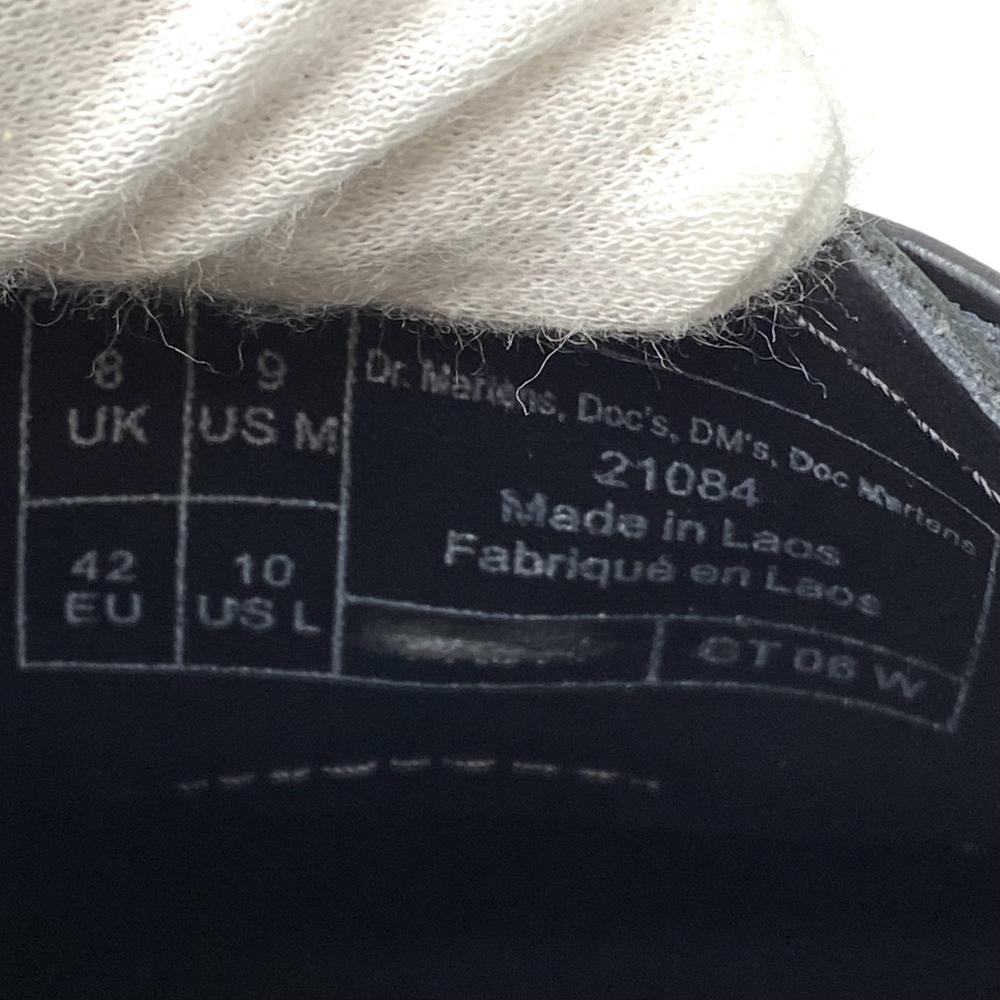 8
UK
9
US M
42
EU
10
US L
Dr. Martens, Doc's, DM's, Doc Martens
21084
Made in Laos
Fabriqué en Laos
06 W